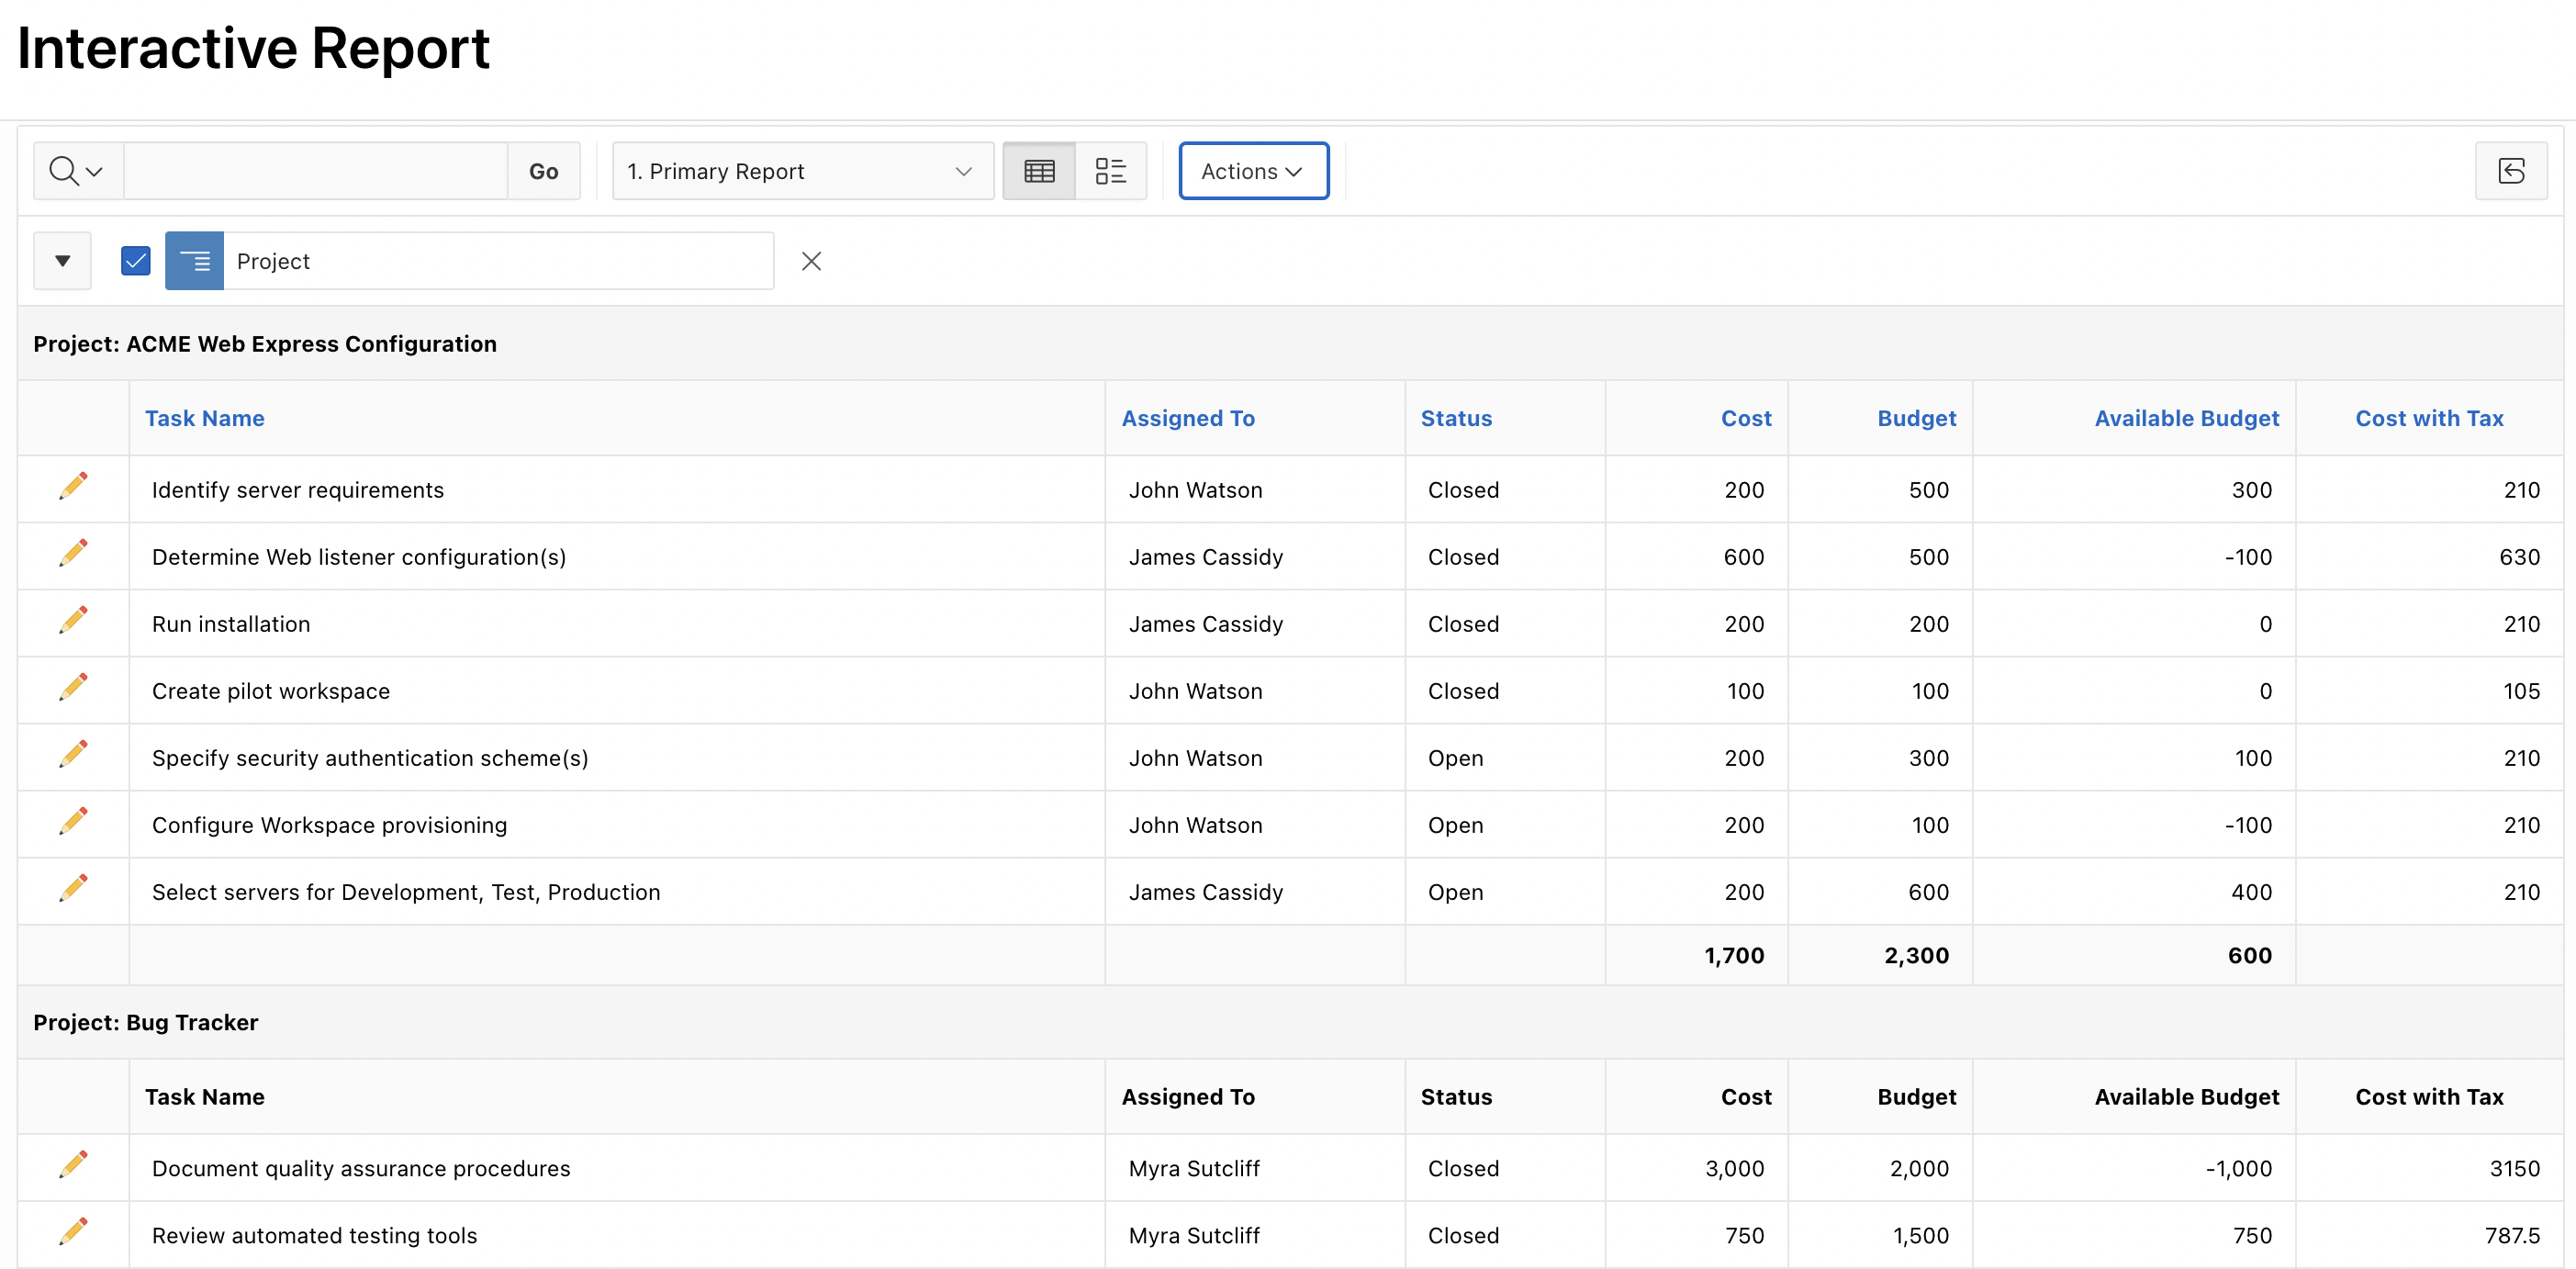 Interactive Report
Go
1. Primary Report
Actions
Project
Project: ACME Web Express Configuration
Task Name Assigned To Status Cost Budget Available Budget Cost with Tax
Identify server requirements John Watson Closed 200 500 300 210
Determine Web listener configuration(s) James Cassidy Closed 600 500 -100 630
Run installation James Cassidy Closed 200 200 0 210
Create pilot workspace John Watson Closed 100 100 0 105
Specify security authentication scheme(s) John Watson Open 200 300 100 210
Configure Workspace provisioning John Watson Open 200 100 -100 210
Select servers for Development, Test, Production James Cassidy Open 200 600 400 210
1,700 2,300 600
Project: Bug Tracker
Task Name Assigned To Status Cost Budget Available Budget Cost with Tax
Document quality assurance procedures Myra Sutcliff Closed 3,000 2,000 -1,000 3150
Review automated testing tools Myra Sutcliff Closed 750 1,500 750 787.5